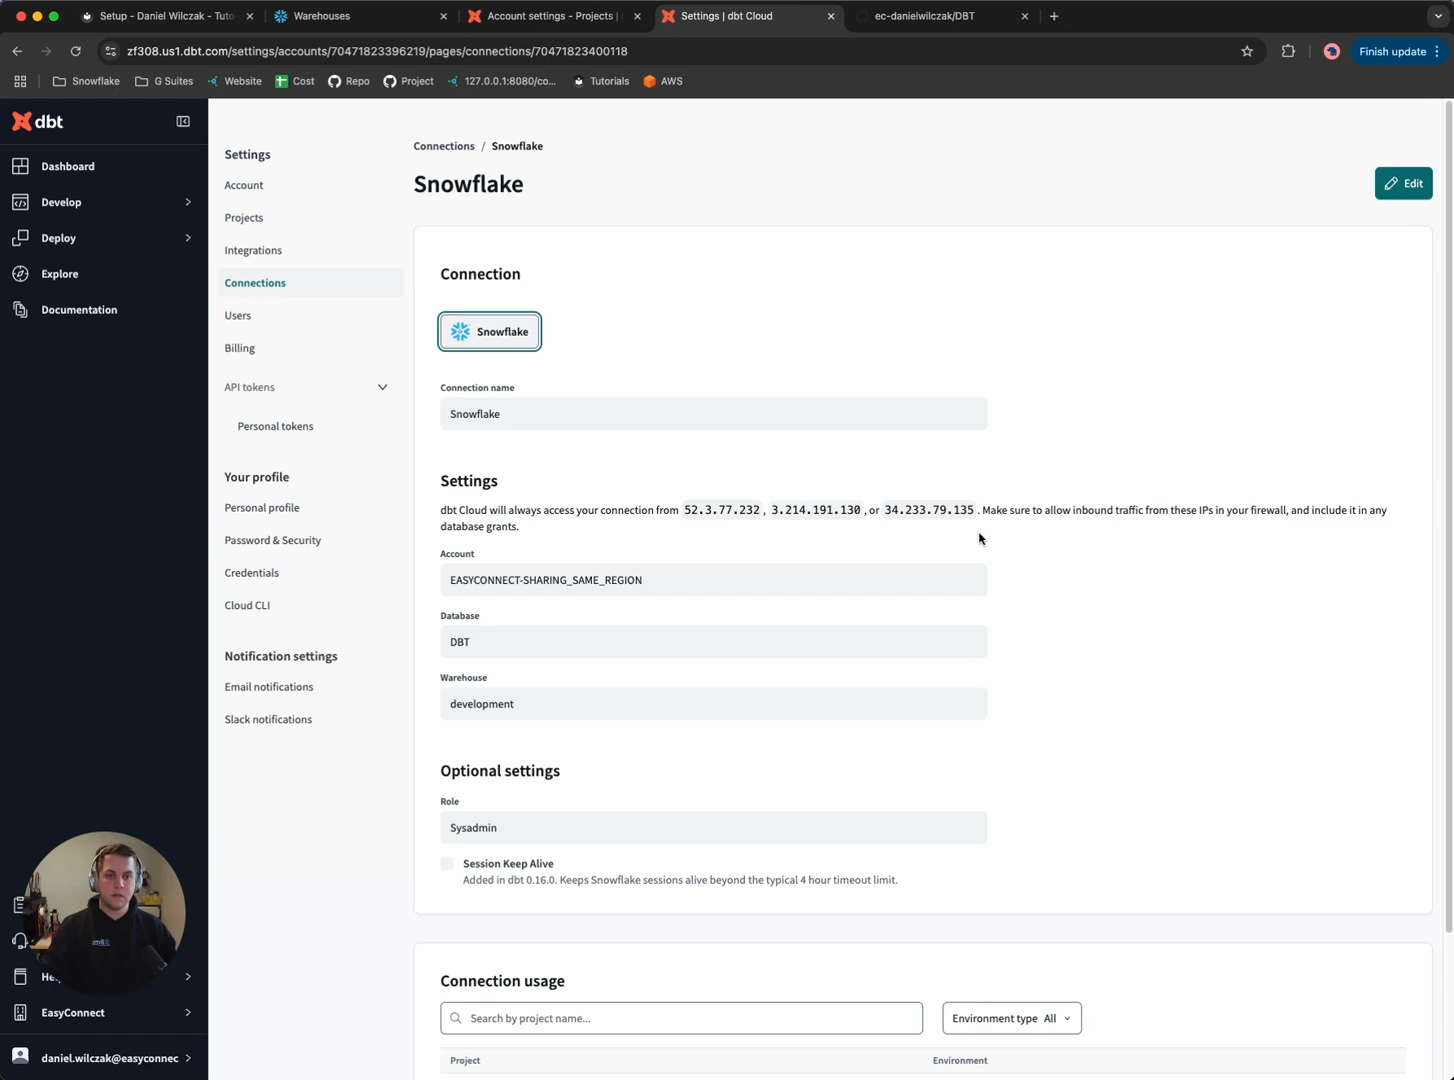 Setup - Daniel Wilczak - Tuto
Warehouses
Account settings - Projects |
Settings | dbt Cloud
ec-danielwilczak/DBT
zf308.us1.dbt.com/settings/accounts/70471823396219/pages/connections/70471823400118
Finish update
Snowflake
G Suites
Website
Cost
Repo
Project
127.0.0.1:8080/co...
Tutorials
AWS
dbt
Dashboard
Develop
Deploy
Explore
Documentation
EasyConnect
daniel.wilczak@easyconnec
Settings
Account
Projects
Integrations
Connections
Users
Billing
API tokens
Personal tokens
Your profile
Personal profile
Password & Security
Credentials
Cloud CLI
Notification settings
Email notifications
Slack notifications
Connections / Snowflake
Snowflake
Edit
Connection
Snowflake
Connection name
Snowflake
Settings
dbt Cloud will always access your connection from 52.3.77.232, 3.214.191.130, or 34.233.79.135. Make sure to allow inbound traffic from these IPs in your firewall, and include it in any
database grants.
Account
EASYCONNECT-SHARING_SAME_REGION
Database
DBT
Warehouse
development
Optional settings
Role
Sysadmin
Session Keep Alive
Added in dbt 0.16.0. Keeps Snowflake sessions alive beyond the typical 4 hour timeout limit.
Connection usage
Search by project name...
Environment type All
Project
Environment